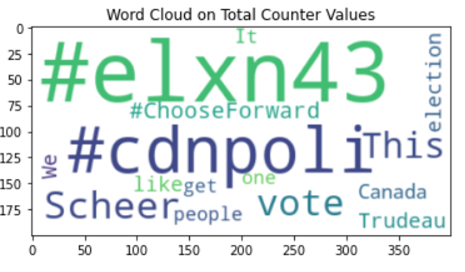 Word Cloud on Total Counter Values
0
25
50
75
100
125
150
175
It
#elxn43
election
#ChooseForward
#cdnpoli
This
We
like
get
one
Canada
Scheer
people
vote
Trudeau
0
50
100
150
200
250
300
350